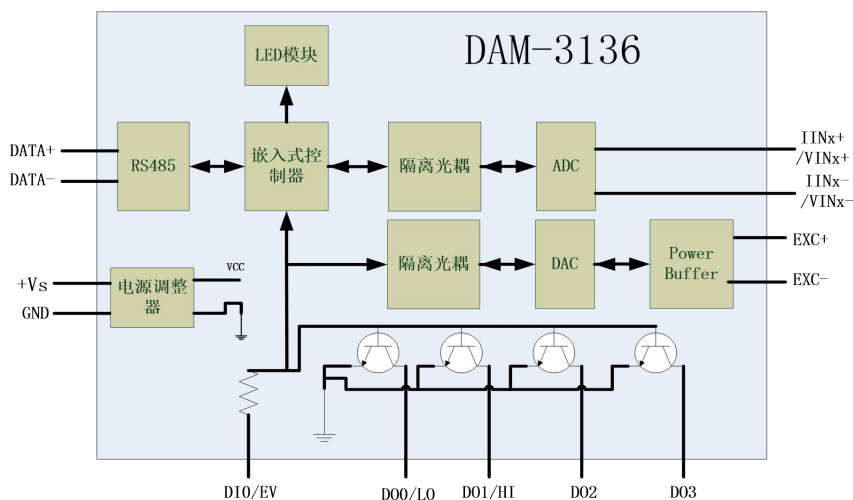 DAM-3136
LED模块
DATA+
DATA-
RS485
嵌入式控
制器
隔离光耦
ADC
IINx+
/VINx+
IINx-
/VINx-
隔离光耦
DAC
Power
Buffer
EXC+
EXC-
+Vs
GND
电源调整
器
VCC
DI0/EV
DO0/LO
DO1/HI
DO2
DO3